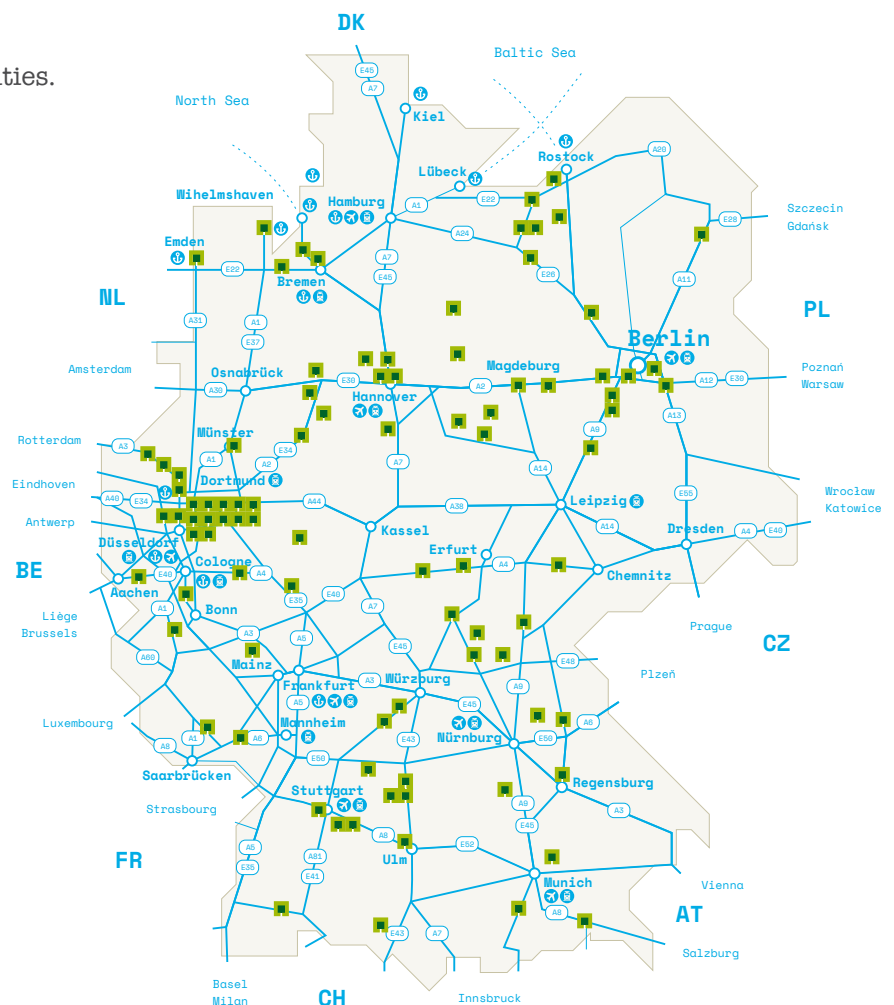 DK
Baltic Sea
ties.
E45
A7
North Sea
Kiel
Lübeck
Rostock
A20
Wihelmshaven
Hamburg
A1
E22
Szczecin
Gdańsk
E28
A24
Emden
A7
E45
E22
Bremen
E26
A11
NL
PL
A31
A1
E37
Berlin
Amsterdam
Osnabrück
Magdeburg
Poznań
Warsaw
A30
E30
A2
A12
E30
Hannover
A13
Münster
A9
Rotterdam
A3
E34
A1
A2
A7
A14
Eindhoven
Dortmund
E55
Wrocław
Katowice
A40
E34
A44
A38
Leipzig
Antwerp
Kassel
A14
Dresden
A4
E40
Düsseldorf
Erfurt
BE
Cologne
A4
A4
Chemnitz
E40
Aachen
E35
E40
A7
Bonn
A1
Liège
Brussels
A3
A5
Prague
E45
CZ
A60
Mainz
E48
Plzeň
Frankfurt
A3
Würzburg
A9
A5
E45
Luxembourg
Mannheim
A6
A1
A6
E43
Nürnburg
E50
A8
E50
Saarbrücken
Stuttgart
Regensburg
Strasbourg
A9
A3
E45
A8
A5
A81
E52
FR
E35
E41
Ulm
Munich
Vienna
A8
AT
E43
A7
Salzburg
Basel
Milan
CH
Innsbruck